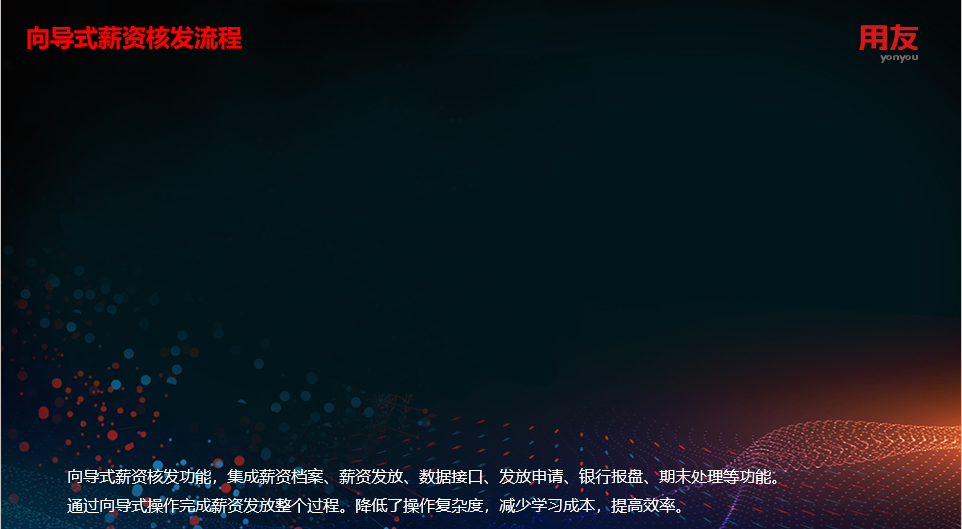 向导式薪资核发流程
用友
yonyou
向导式薪资核发功能，集成薪资档案、薪资发放、数据接口、发放申请、银行报盘、期末处理等功能。
通过向导式操作完成薪资发放整个过程。降低了操作复杂度，减少学习成本，提高效率。